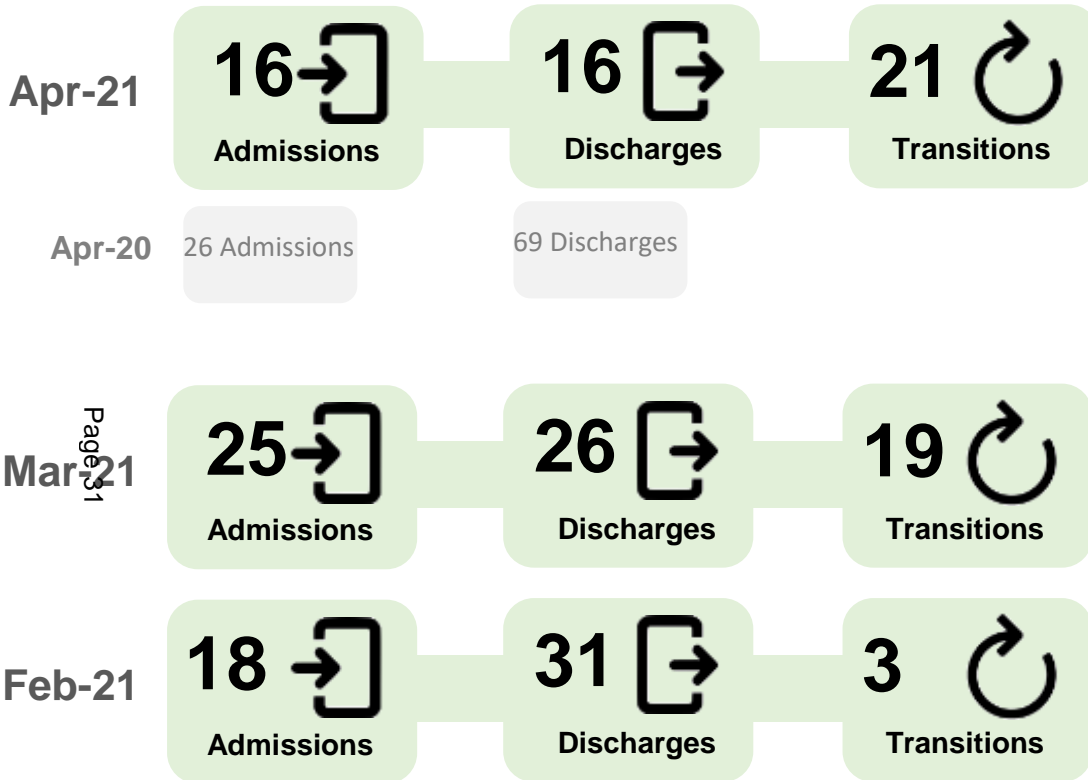 Apr-21
16
16
21
Admissions
Discharges
Transitions
Apr-20
26 Admissions
69 Discharges
Page 31
Mar-21
25
26
19
Admissions
Discharges
Transitions
Feb-21
18
31
3
Admissions
Discharges
Transitions